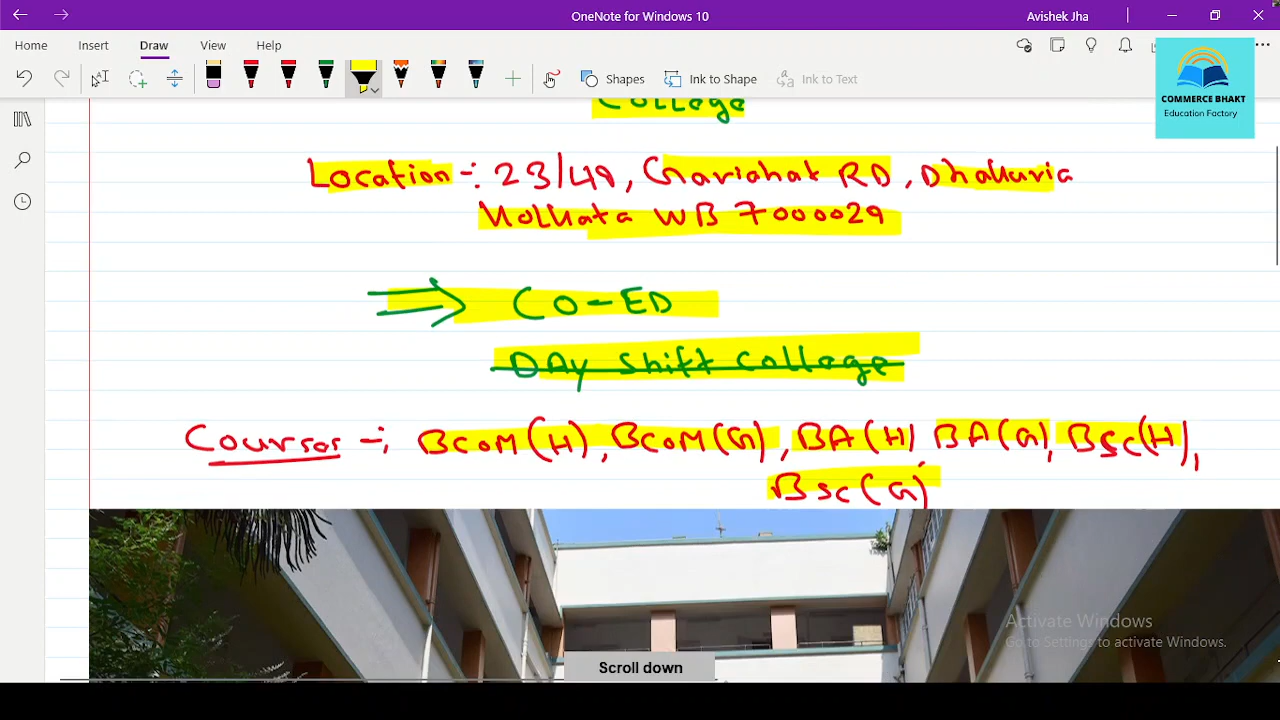 OneNote for Windows 10
Avishek Jha
Home Insert Draw View Help
Shapes Ink to Shape Ink to Text
COMMERCE BHAKT
Education Factory
College
Location -: 23/49, Gariahat RD, Dhakuria
Kolkata WB 7000029
CO-ED
DAy Shift College
Courses -: BCoM(H), BCoM(G), BA(H), BA(G), BSc(H),
BSc(G)
Activate Windows
Go to Settings to activate Windows.
Scroll down